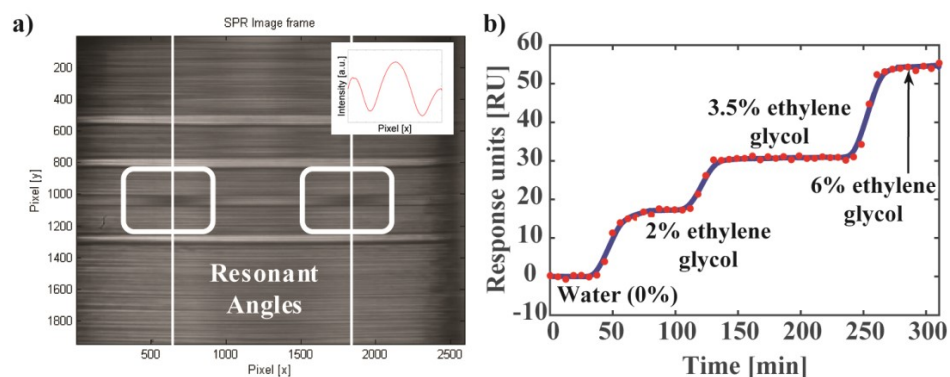 a)
SPR Image frame
Pixel [y]
200
400
600
800
1000
1200
1400
1600
1800
Intensity [a.u.]
Pixel [x]
Resonant
Angles
500
1000
1500
2000
2500
Pixel [x]
b)
Response units [RU]
60
50
40
30
20
10
0
-10
3.5% ethylene
glycol
6% ethylene
glycol
2% ethylene
glycol
Water (0%)
0
50
100
150
200
250
300
Time [min]